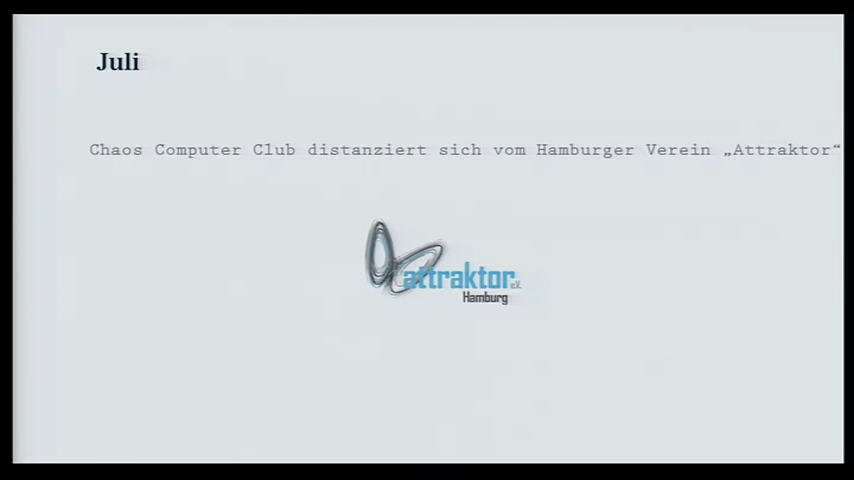 Juli
Chaos Computer Club distanziert sich vom Hamburger Verein „Attraktor“
attraktor e.V.
Hamburg